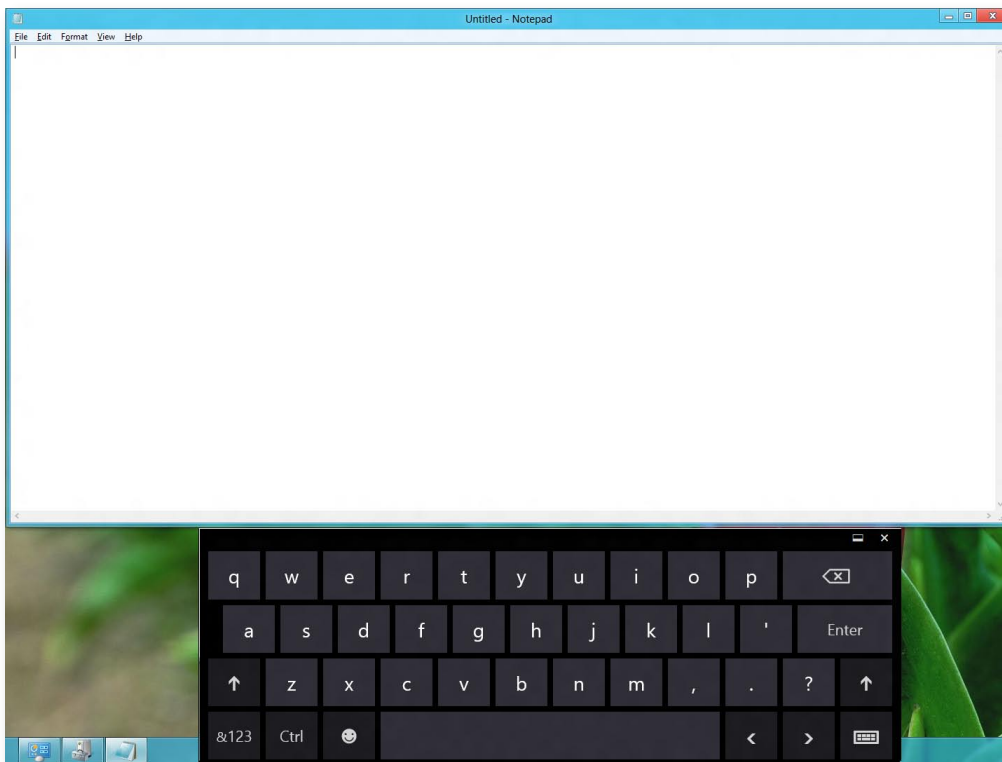 Untitled - Notepad
File Edit Format View Help
q w e r t y u i o p
a s d f g h j k l ' Enter
z x c v b n m , . ?
&123 Ctrl < >